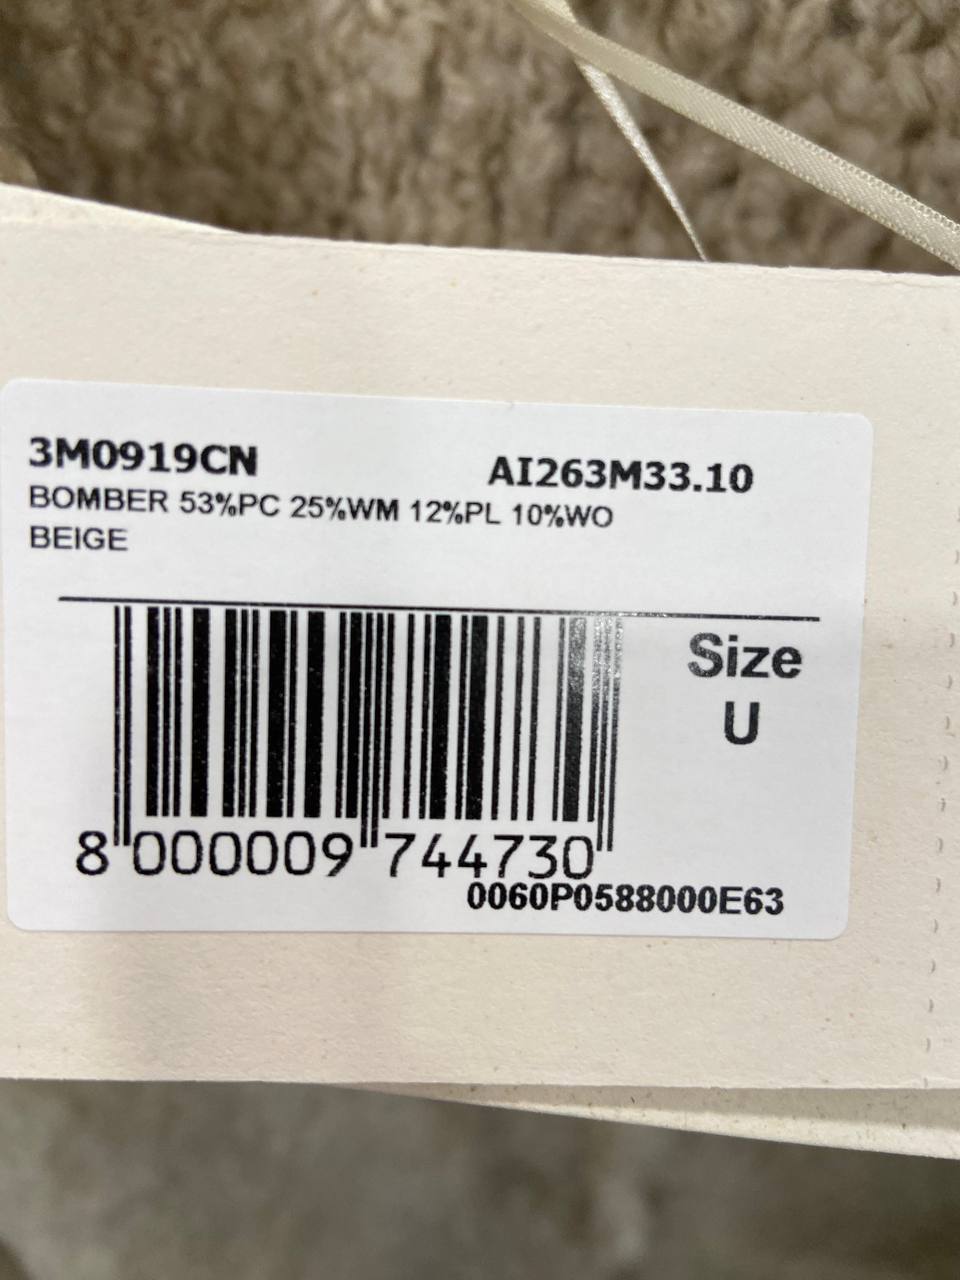 3M0919CN AI263M33.10
BOMBER 53%PC 25%WM 12%PL 10%WO
BEIGE
Size
U
8 000009 744730
0060P0588000E63